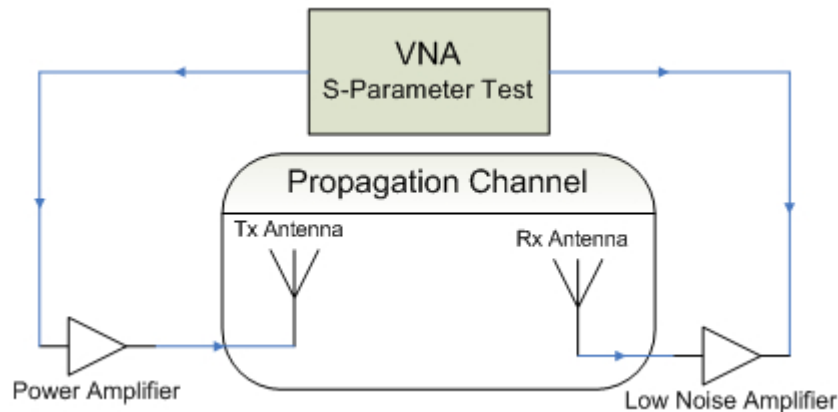 VNA
S-Parameter Test
Propagation Channel
Tx Antenna
Rx Antenna
Power Amplifier
Low Noise Amplifier